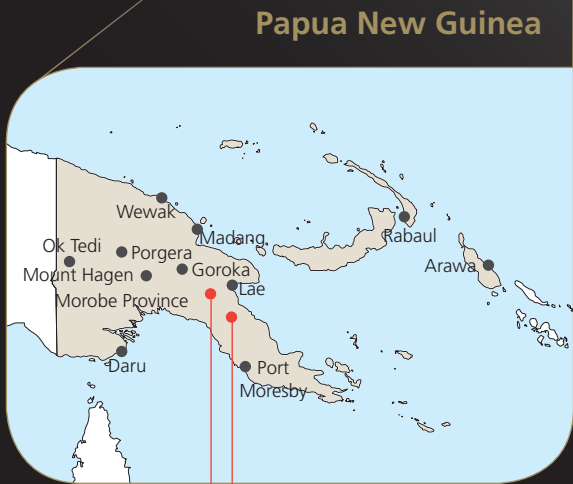 Papua New Guinea
Wewak
Madang
Rabaul
Ok Tedi
Porgera
Arawa
Mount Hagen
Goroka
Lae
Morobe Province
Daru
Port
Moresby